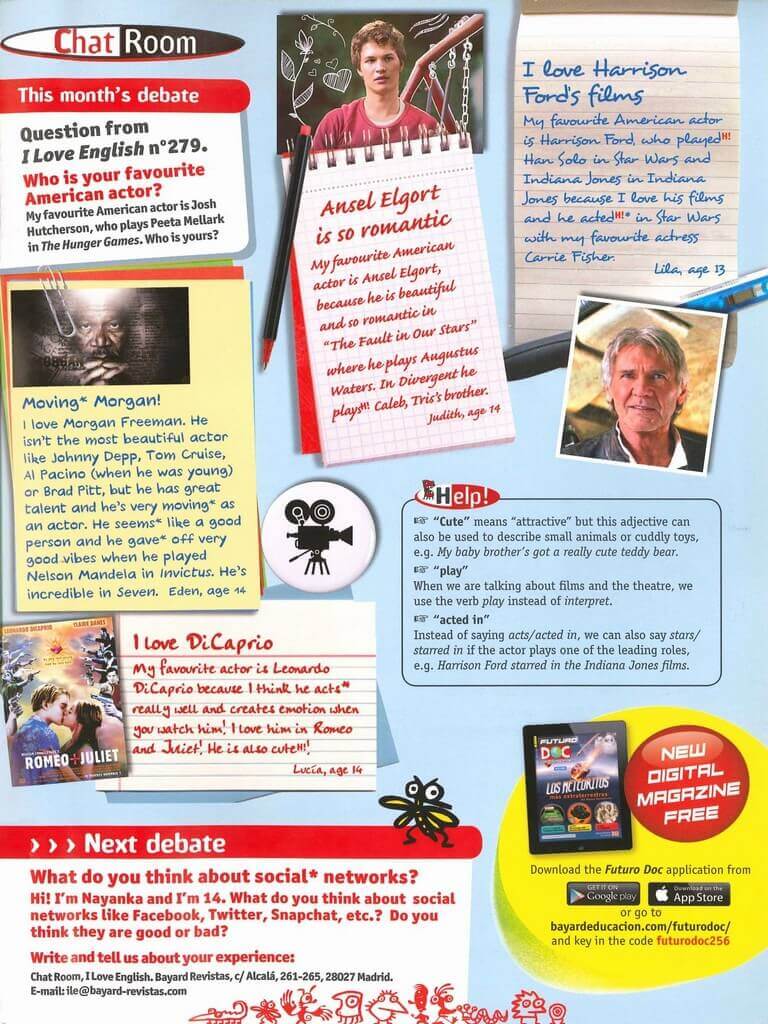 Chat Room
This month's debate
Question from
I Love English n°279.
Who is your favourite
American actor?
My favourite American actor is Josh
Hutcherson, who plays Peeta Mellark
in The Hunger Games. Who is yours?
Ansel Elgort
is so romantic
My favourite American
actor is Ansel Elgort,
because he is beautiful
and so romantic in
"The Fault in Our Stars"
where he plays Augustus
Waters. In Divergent he
plays H! Caleb, Tris's brother.
Judith, age 14
I love Harrison
Ford's films
My favourite American actor
is Harrison Ford, who played H!
Han Solo in Star Wars and
Indiana Jones in Indiana
Jones because I love his films
and he acted H!* in Star Wars
with my favourite actress
Carrie Fisher.
Lila, age 13
Moving* Morgan!
I love Morgan Freeman. He
isn't the most beautiful actor
like Johnny Depp, Tom Cruise,
Al Pacino (when he was young)
or Brad Pitt, but he has great
talent and he's very moving* as
an actor. He seems* like a good
person and he gave* off very
good vibes when he played
Nelson Mandela in Invictus. He's
incredible in Seven. Eden, age 14
Help!
"Cute" means "attractive" but this adjective can
also be used to describe small animals or cuddly toys,
e.g. My baby brother's got a really cute teddy bear.
"play"
When we are talking about films and the theatre, we
use the verb play instead of interpret.
"acted in"
Instead of saying acts/acted in, we can also say stars/
starred in if the actor plays one of the leading roles,
e.g. Harrison Ford starred in the Indiana Jones films.
LEONARDO DICAPRIO CLAIRE DANES
ROMEO + JULIET
I love DiCaprio
My favourite actor is Leonardo
DiCaprio because I think he acts*
really well and creates emotion when
you watch him! I love him in Romeo
and Juliet! He is also cute H!!
Lucía, age 14
Next debate
What do you think about social* networks?
Hi! I'm Nayanka and I'm 14. What do you think about social
networks like Facebook, Twitter, Snapchat, etc.? Do you
think they are good or bad?
Write and tell us about your experience:
Chat Room, I Love English. Bayard Revistas, c/ Alcalá, 261-265, 28027 Madrid.
E-mail: ile@bayard-revistas.com
FUTURO
DOC
LOS METEORITOS
más extraterrestres
NEW
DIGITAL
MAGAZINE
FREE
Download the Futuro Doc application from
GET IT ON
Google play
Download on the
App Store
or go to
bayardeducacion.com/futurodoc/
and key in the code futurodoc256